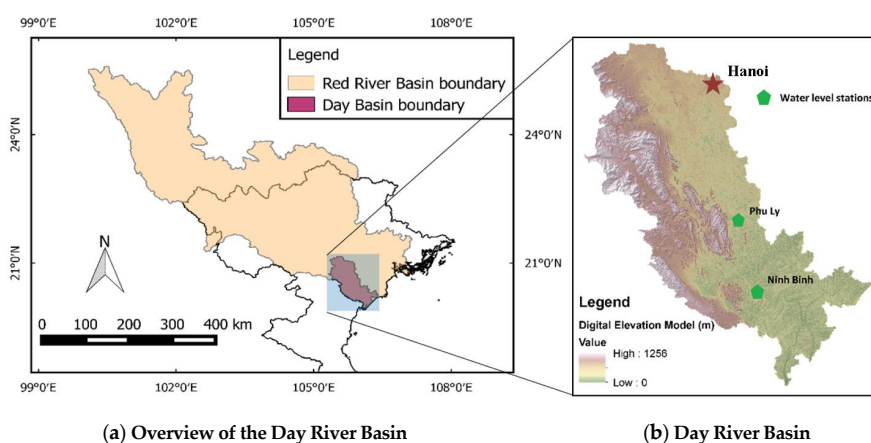 99°0'E 102°0'E 105°0'E 108°0'E
Legend
Red River Basin boundary
Day Basin boundary
24°0'N
21°0'N
N
0 100 200 300 400 km
99°0'E 102°0'E 105°0'E 108°0'E
24°0'N
21°0'N
Hanoi
Water level stations
Phu Ly
Ninh Binh
Legend
Digital Elevation Model (m)
Value
High : 1256
Low : 0
(a) Overview of the Day River Basin
(b) Day River Basin